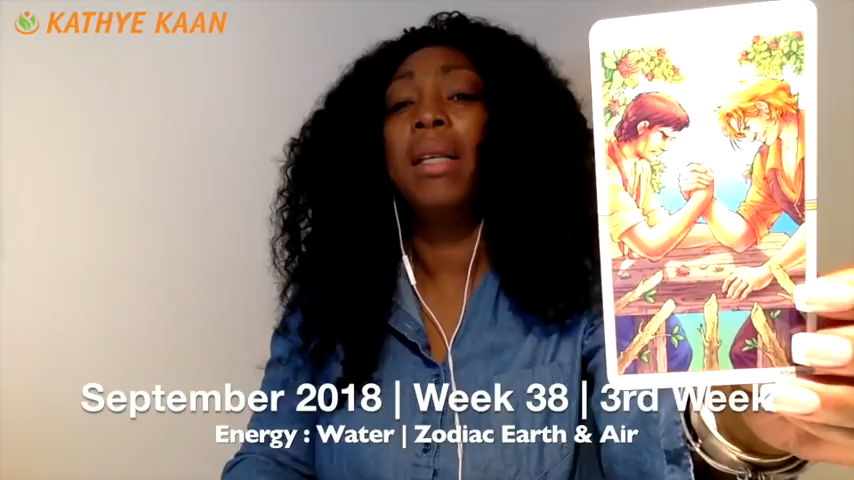 KATHYE KAAN
September 2018 | Week 38 | 3rd Week
Energy : Water | Zodiac Earth & Air